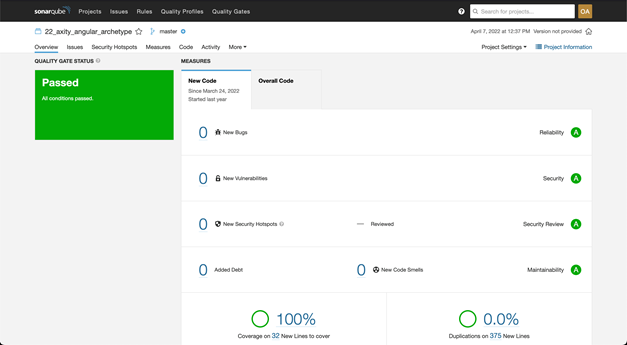 sonarqube Projects Issues Rules Quality Profiles Quality Gates ? Search for projects... OA
22_axity_angular_archetype master April 7, 2022 at 12:37 PM Version not provided
Overview Issues Security Hotspots Measures Code Activity More Project Settings Project Information
QUALITY GATE STATUS ? MEASURES
Passed
All conditions passed.
New Code
Since March 24, 2022
Started last year
Overall Code
0 New Bugs Reliability A
0 New Vulnerabilities Security A
0 New Security Hotspots ? — Reviewed Security Review A
0 Added Debt 0 New Code Smells Maintainability A
100%
Coverage on 32 New Lines to cover
0.0%
Duplications on 375 New Lines